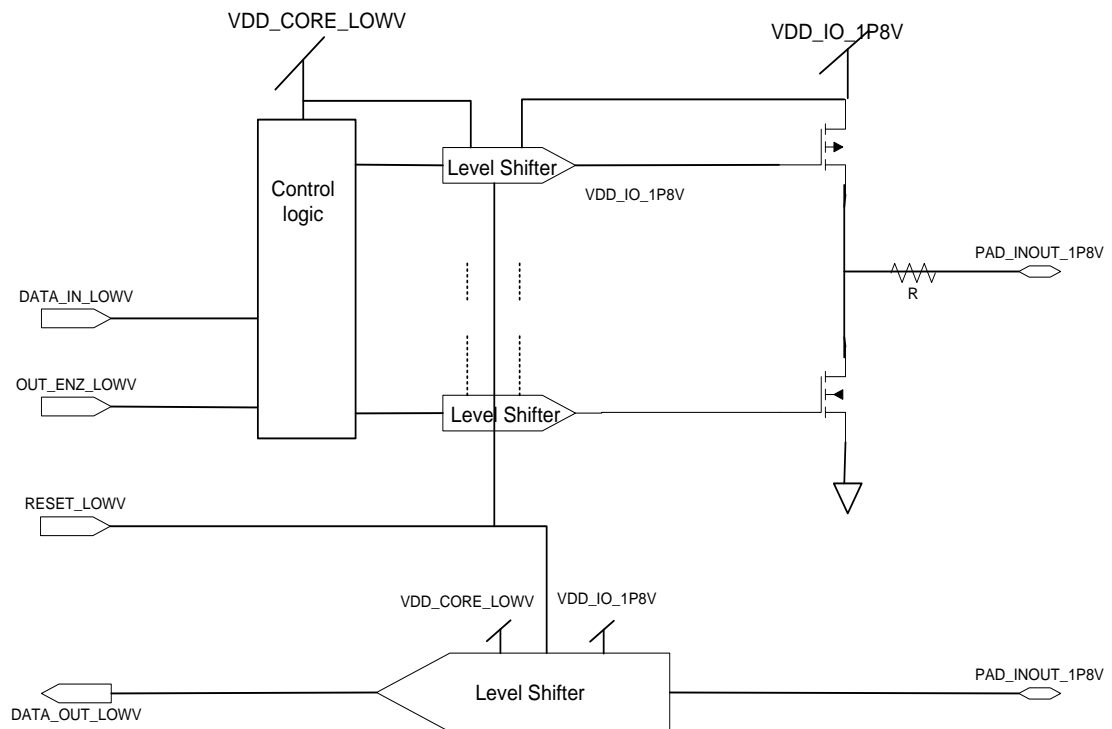 VDD_CORE_LOWV
VDD_IO_1P8V
Level Shifter
Control
logic
VDD_IO_1P8V
PAD_INOUT_1P8V
R
DATA_IN_LOWV
OUT_ENZ_LOWV
Level Shifter
RESET_LOWV
VDD_CORE_LOWV
VDD_IO_1P8V
Level Shifter
PAD_INOUT_1P8V
DATA_OUT_LOWV